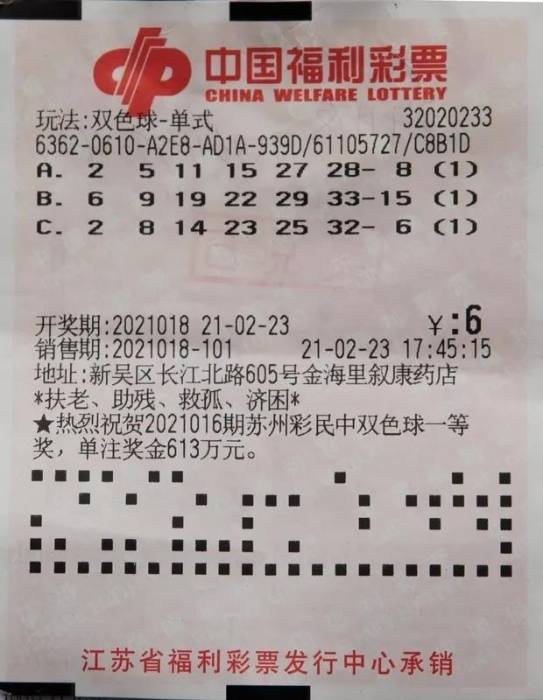 中国福利彩票
CHINA WELFARE LOTTERY
玩法:双色球-单式 32020233
6362-0610-A2E8-AD1A-939D/61105727/C8B1D
A. 2 5 11 15 27 28- 8 (1)
B. 6 9 19 22 29 33-15 (1)
C. 2 8 14 23 25 32- 6 (1)
开奖期:2021018 21-02-23 ¥:6
销售期:2021018-101 21-02-23 17:45:15
地址:新吴区长江北路605号金海里叙康药店
*扶老、助残、救孤、济困*
★热烈祝贺2021016期苏州彩民中双色球一等
奖，单注奖金613万元。
江苏省福利彩票发行中心承销